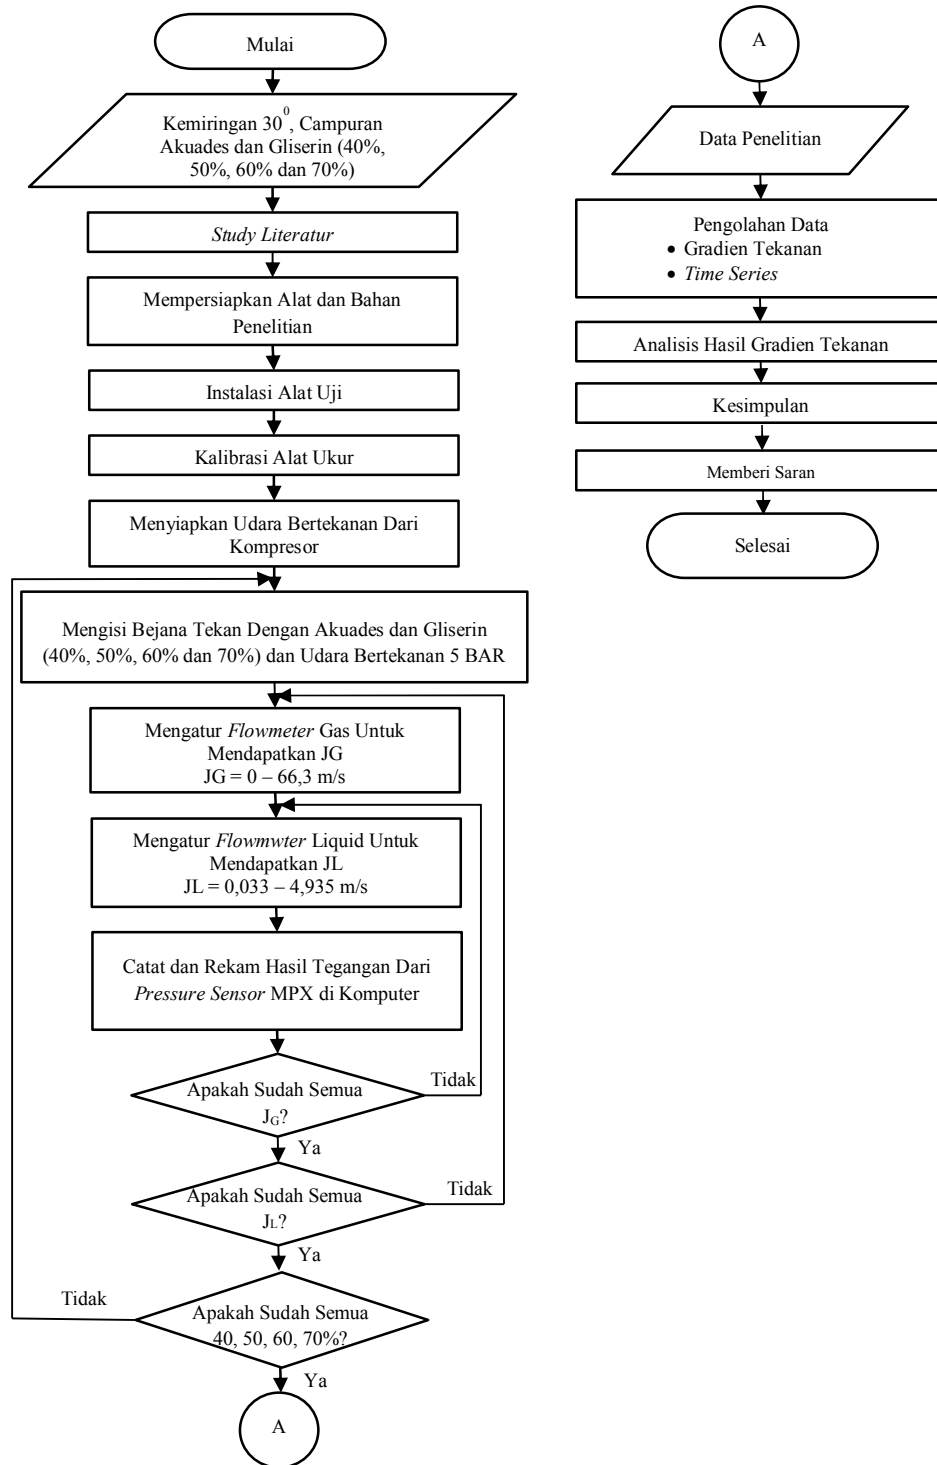 Mulai
Kemiringan 30⁰, Campuran
Akuades dan Gliserin (40%,
50%, 60% dan 70%)
Study Literatur
Mempersiapkan Alat dan Bahan
Penelitian
Instalasi Alat Uji
Kalibrasi Alat Ukur
Menyiapkan Udara Bertekanan Dari
Kompresor
Mengisi Bejana Tekan Dengan Akuades dan Gliserin
(40%, 50%, 60% dan 70%) dan Udara Bertekanan 5 BAR
Mengatur Flowmeter Gas Untuk
Mendapatkan JG
JG = 0 – 66,3 m/s
Mengatur Flowmwter Liquid Untuk
Mendapatkan JL
JL = 0,033 – 4,935 m/s
Catat dan Rekam Hasil Tegangan Dari
Pressure Sensor MPX di Komputer
Apakah Sudah Semua
JG?
Tidak
Ya
Apakah Sudah Semua
JL?
Tidak
Ya
Apakah Sudah Semua
40, 50, 60, 70%?
Tidak
Ya
A
A
Data Penelitian
Pengolahan Data
• Gradien Tekanan
• Time Series
Analisis Hasil Gradien Tekanan
Kesimpulan
Memberi Saran
Selesai